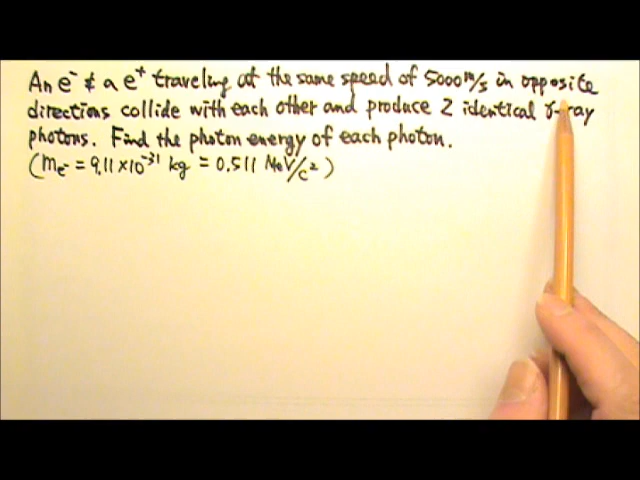 An e⁻ & a e⁺ traveling at the same speed of 5000 m/s in opposite
directions collide with each other and produce 2 identical γ-ray
photons. Find the photon energy of each photon.
(mₑ₋ = 9.11×10⁻³¹ kg = 0.511 MeV/c²)